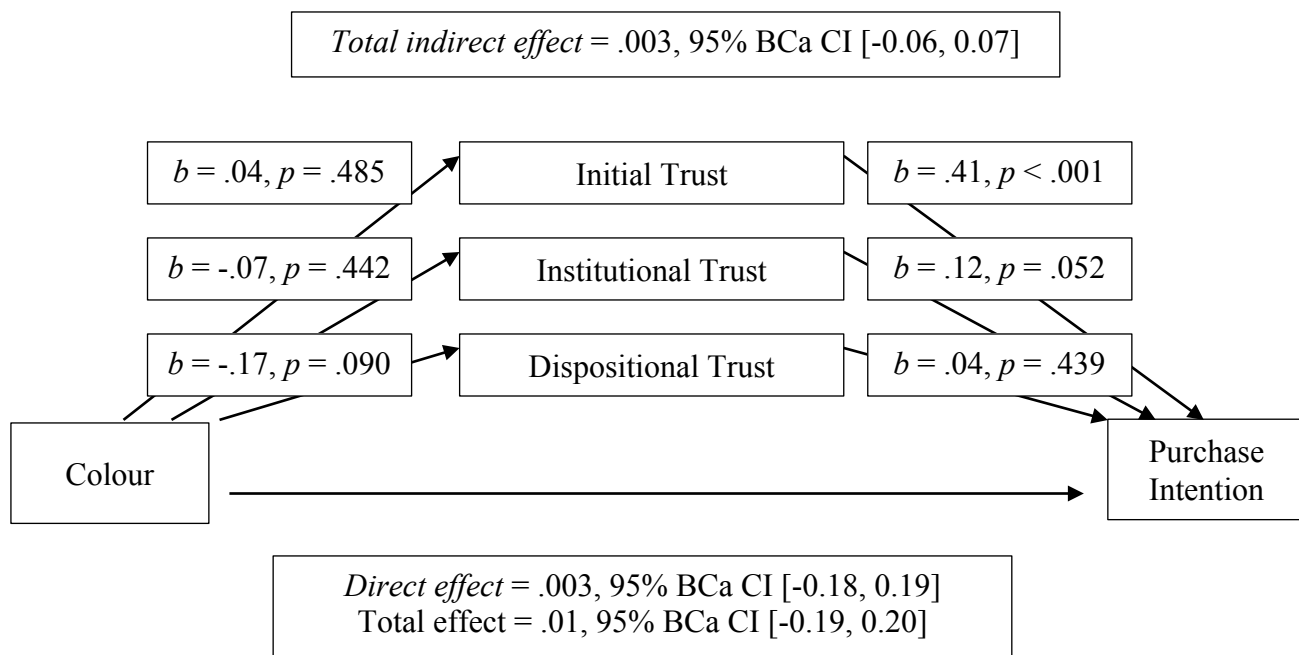 Total indirect effect = .003, 95% BCa CI [-0.06, 0.07]
b = .04, p = .485
Initial Trust
b = .41, p < .001
b = -.07, p = .442
Institutional Trust
b = .12, p = .052
b = -.17, p = .090
Dispositional Trust
b = .04, p = .439
Colour
Purchase
Intention
Direct effect = .003, 95% BCa CI [-0.18, 0.19]
Total effect = .01, 95% BCa CI [-0.19, 0.20]